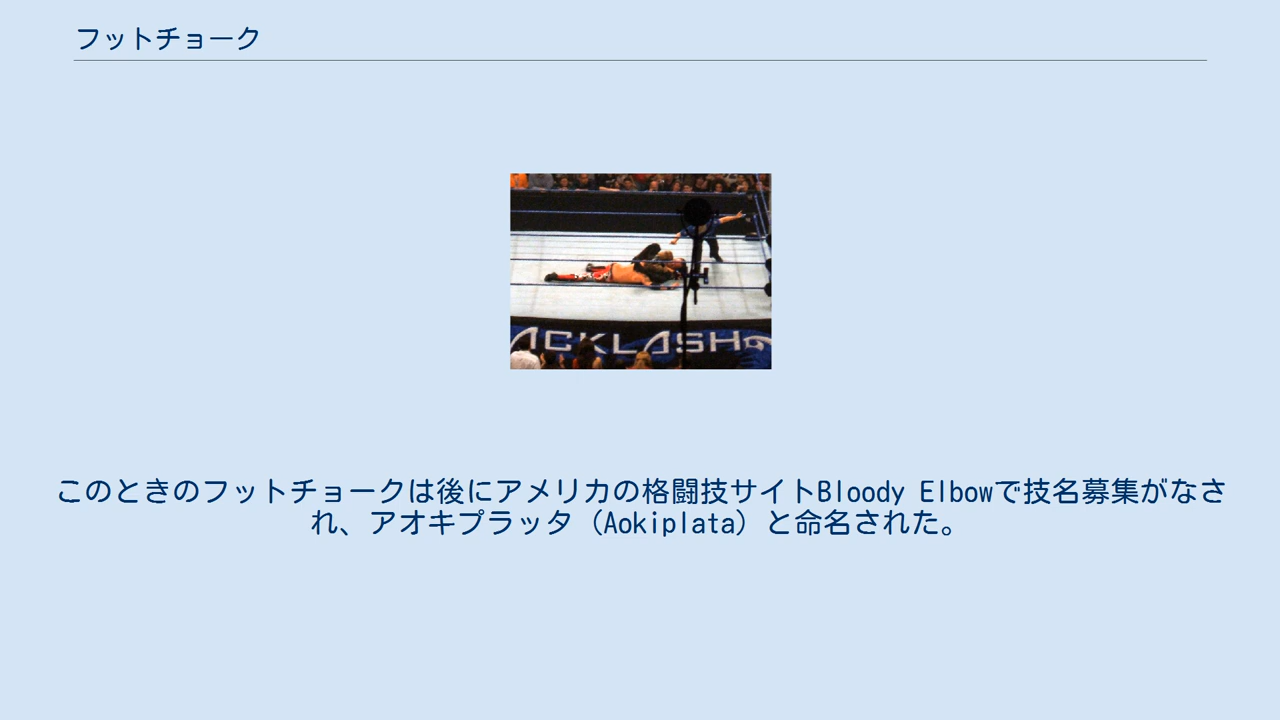 フットチョーク
ACKLASH
このときのフットチョークは後にアメリカの格闘技サイトBloody Elbowで技名募集がなさ
れ、アオキプラッタ（Aokiplata）と命名された。